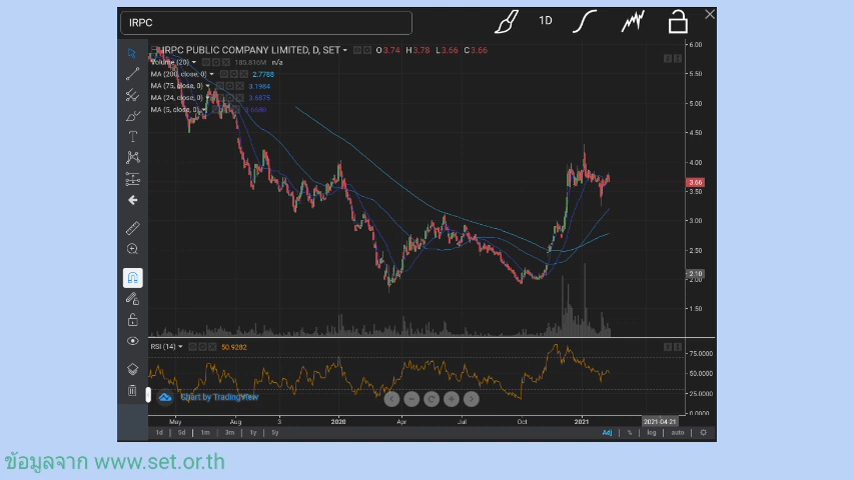 IRPC
1D
IRPC PUBLIC COMPANY LIMITED, D, SET O 3.74 H 3.78 L 3.66 C 3.66
Volume (20) 185.816M n/a
MA (200, close, 0) 2.7788
MA (75, close, 0) 3.1984
MA (24, close, 0)
MA (5, close, 0)
6.00
5.50
5.00
4.50
4.00
3.66
3.50
3.00
2.50
2.10
1.50
RSI (14) 50.9282
75.0000
50.0000
25.0000
0.0000
Chart by TradingView
May Aug 3 2020 Apr Jul Oct 2021 2021-04-21
1d 5d 1m 3m 1y 5y Adj % log auto
ข้อมูลจาก www.set.or.th